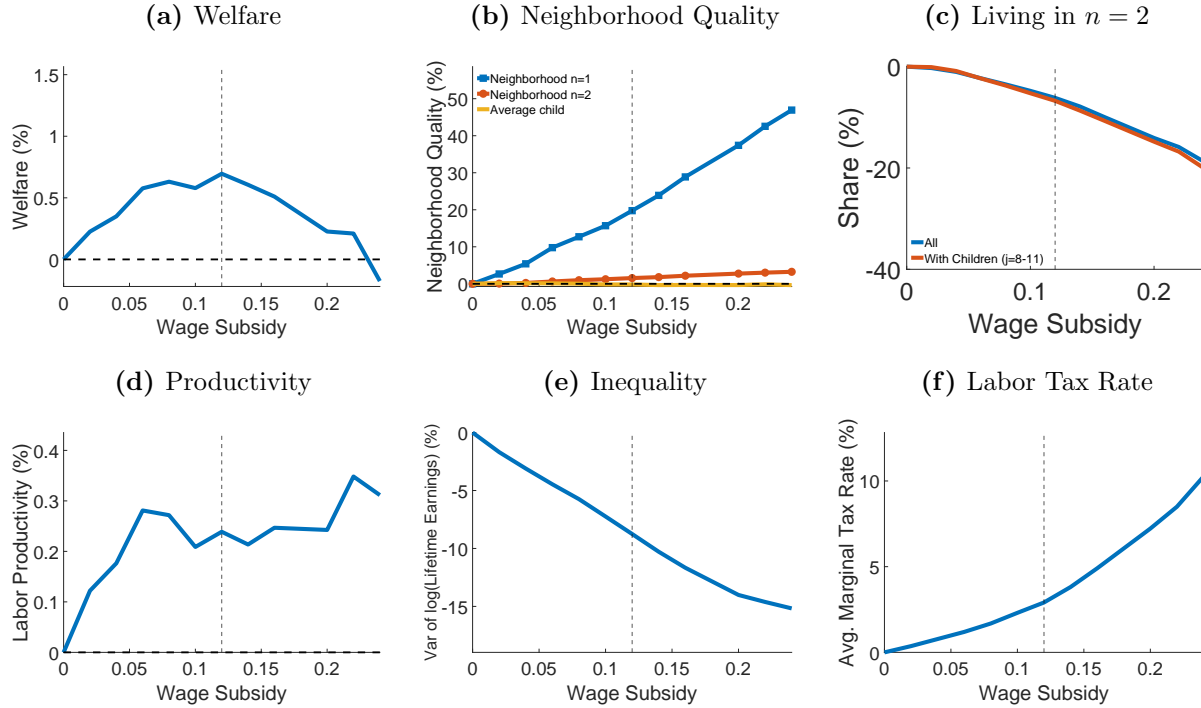 (a) Welfare
Welfare (%)
1.5
1
0.5
0
0 0.05 0.1 0.15 0.2
Wage Subsidy
(b) Neighborhood Quality
Neighborhood Quality (%)
Neighborhood n=1
Neighborhood n=2
Average child
50
40
30
20
10
0
0 0.05 0.1 0.15 0.2
Wage Subsidy
(c) Living in n = 2
Share (%)
0
-20
-40
All
With Children (j=8-11)
0 0.1 0.2
Wage Subsidy
(d) Productivity
Labor Productivity (%)
0.4
0.3
0.2
0.1
0
0 0.05 0.1 0.15 0.2
Wage Subsidy
(e) Inequality
Var of log(Lifetime Earnings) (%)
0
-5
-10
-15
0 0.05 0.1 0.15 0.2
Wage Subsidy
(f) Labor Tax Rate
Avg. Marginal Tax Rate (%)
10
5
0
0 0.05 0.1 0.15 0.2
Wage Subsidy